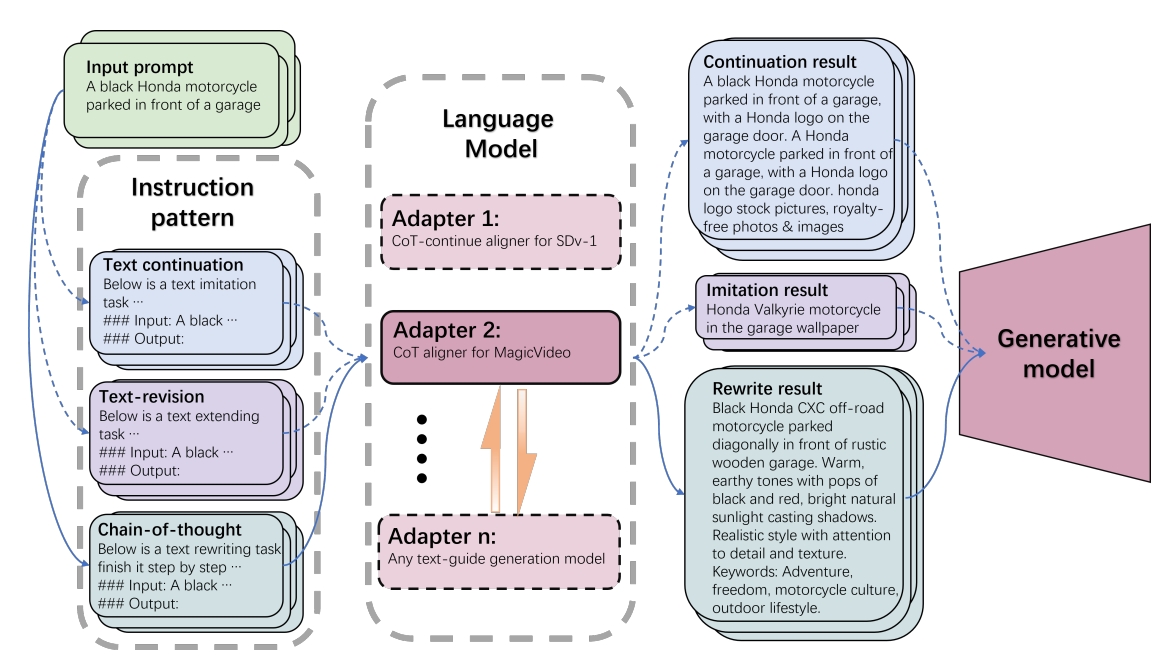 Input prompt
A black Honda motorcycle
parked in front of a garage
Instruction
pattern
Text continuation
Below is a text imitation
task ···
### Input: A black ···
### Output:
Text-revision
Below is a text extending
task ···
### Input: A black ···
### Output:
Chain-of-thought
Below is a text rewriting task
finish it step by step ···
### Input: A black ···
### Output:
Language
Model
Adapter 1:
CoT-continue aligner for SDv-1
Adapter 2:
CoT aligner for MagicVideo
Adapter n:
Any text-guide generation model
Continuation result
A black Honda motorcycle
parked in front of a garage,
with a Honda logo on the
garage door. A Honda
motorcycle parked in front of
a garage, with a Honda logo
on the garage door. honda
logo stock pictures, royalty-
free photos & images
Imitation result
Honda Valkyrie motorcycle
in the garage wallpaper
Rewrite result
Black Honda CXC off-road
motorcycle parked
diagonally in front of rustic
wooden garage. Warm,
earthy tones with pops of
black and red, bright natural
sunlight casting shadows.
Realistic style with attention
to detail and texture.
Keywords: Adventure,
freedom, motorcycle culture,
outdoor lifestyle.
Generative
model